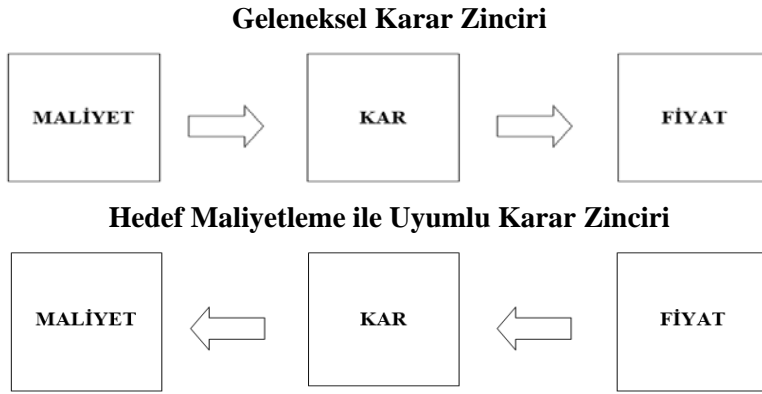 Geleneksel Karar Zinciri
MALİYET KAR FİYAT
Hedef Maliyetleme ile Uyumlu Karar Zinciri
MALİYET KAR FİYAT